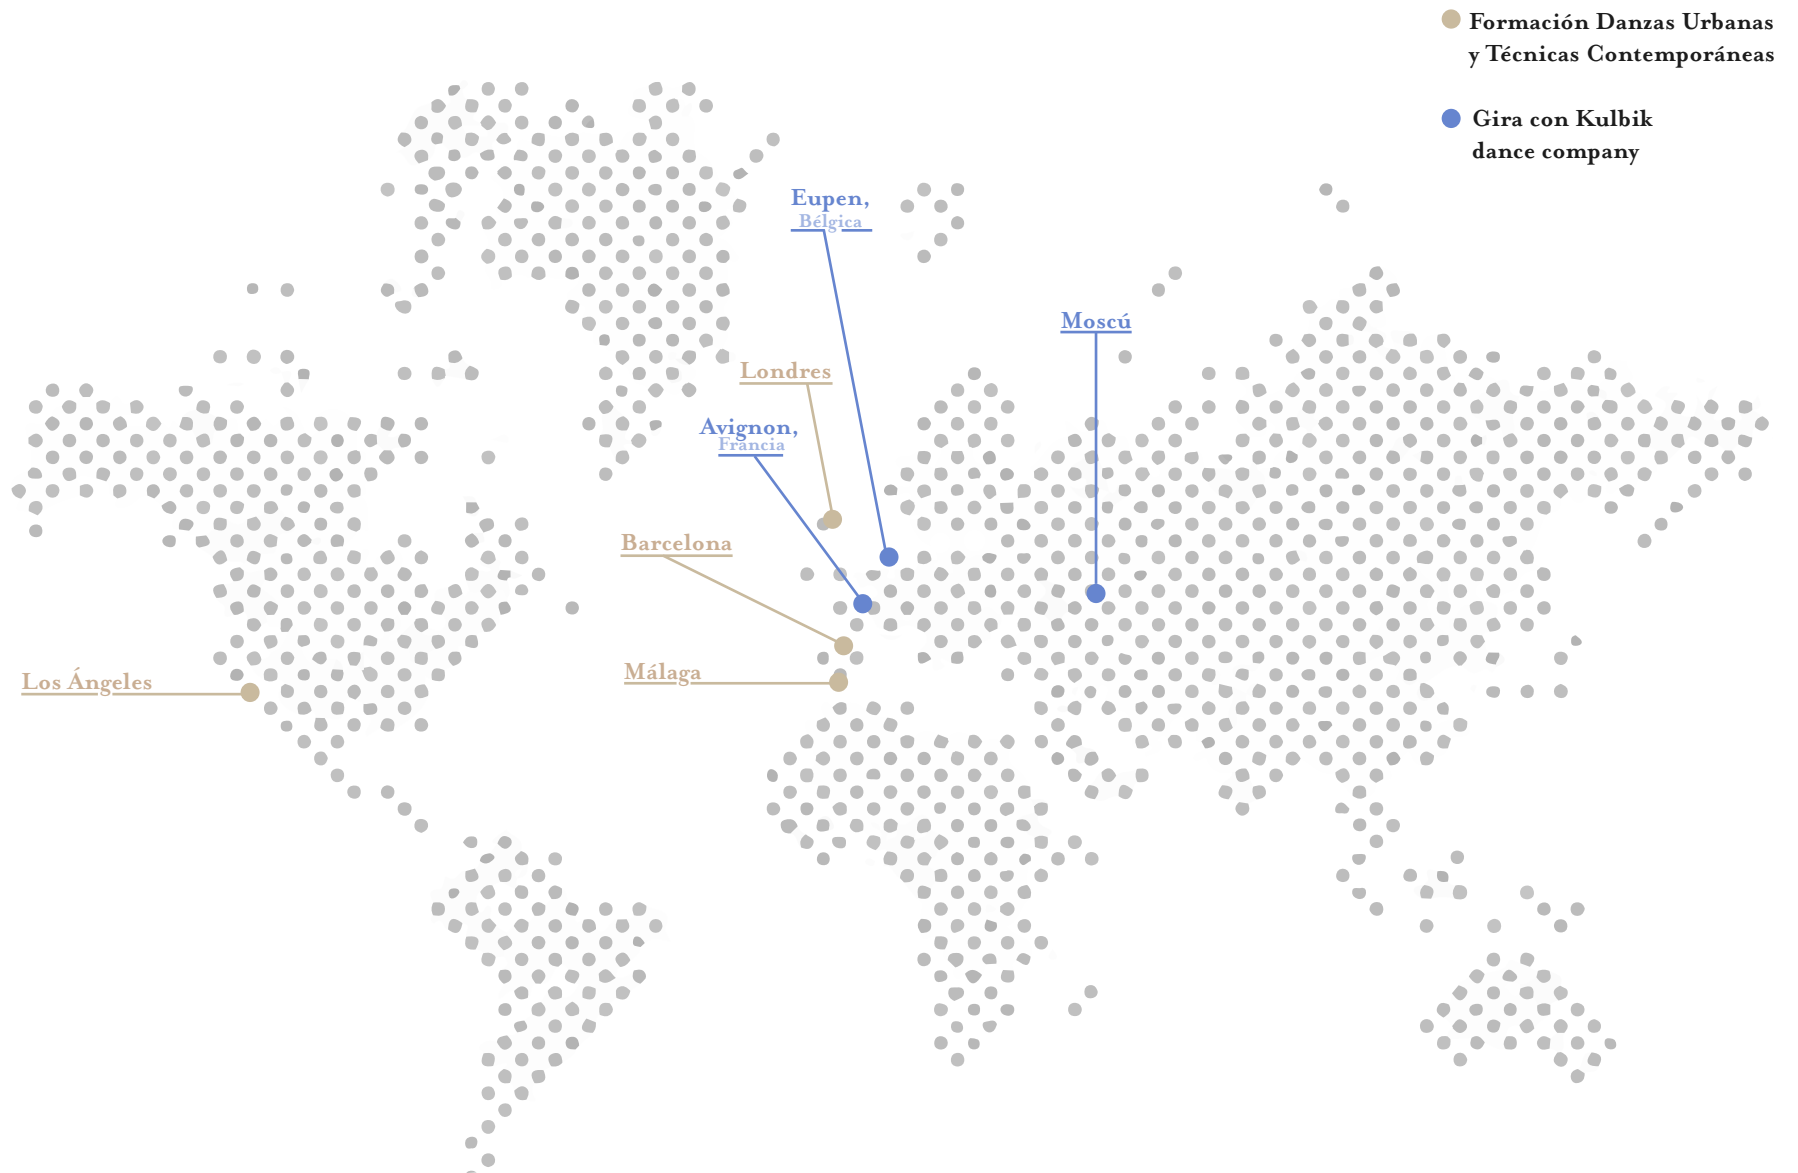 Formación Danzas Urbanas
y Técnicas Contemporáneas
Gira con Kulbik
dance company
Eupen,
Bélgica
Moscú
Londres
Avignon,
Francia
Barcelona
Málaga
Los Ángeles